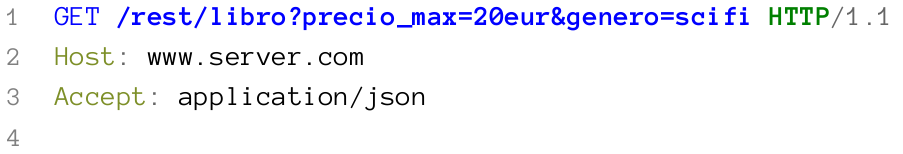 1 GET /rest/libro?precio_max=20eur&genero=scifi HTTP/1.1
2 Host: www.server.com
3 Accept: application/json
4